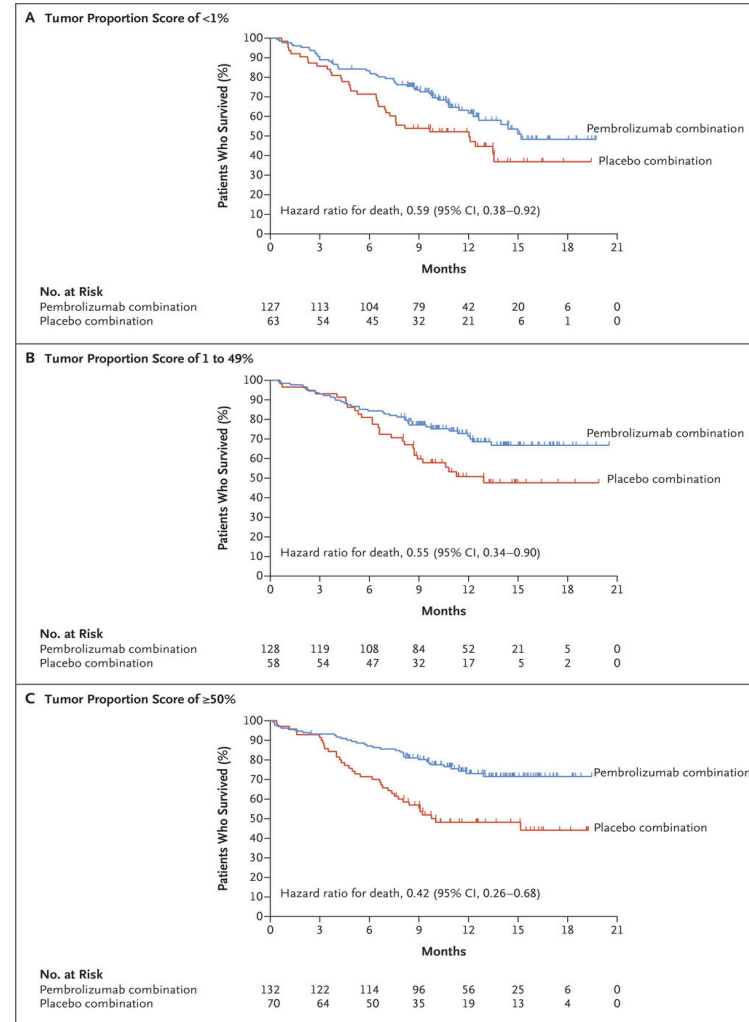 A Tumor Proportion Score of <1%
100
90
80
70
60
50
40
30
20
10
0
Patients Who Survived (%)
Pembrolizumab combination
Placebo combination
Hazard ratio for death, 0.59 (95% CI, 0.38–0.92)
0 3 6 9 12 15 18 21
Months
No. at Risk
Pembrolizumab combination 127 113 104 79 42 20 6 0
Placebo combination 63 54 45 32 21 6 1 0
B Tumor Proportion Score of 1 to 49%
100
90
80
70
60
50
40
30
20
10
0
Patients Who Survived (%)
Pembrolizumab combination
Placebo combination
Hazard ratio for death, 0.55 (95% CI, 0.34–0.90)
0 3 6 9 12 15 18 21
Months
No. at Risk
Pembrolizumab combination 128 119 108 84 52 21 5 0
Placebo combination 58 54 47 32 17 5 2 0
C Tumor Proportion Score of ≥50%
100
90
80
70
60
50
40
30
20
10
0
Patients Who Survived (%)
Pembrolizumab combination
Placebo combination
Hazard ratio for death, 0.42 (95% CI, 0.26–0.68)
0 3 6 9 12 15 18 21
Months
No. at Risk
Pembrolizumab combination 132 122 114 96 56 25 6 0
Placebo combination 70 64 50 35 19 13 4 0